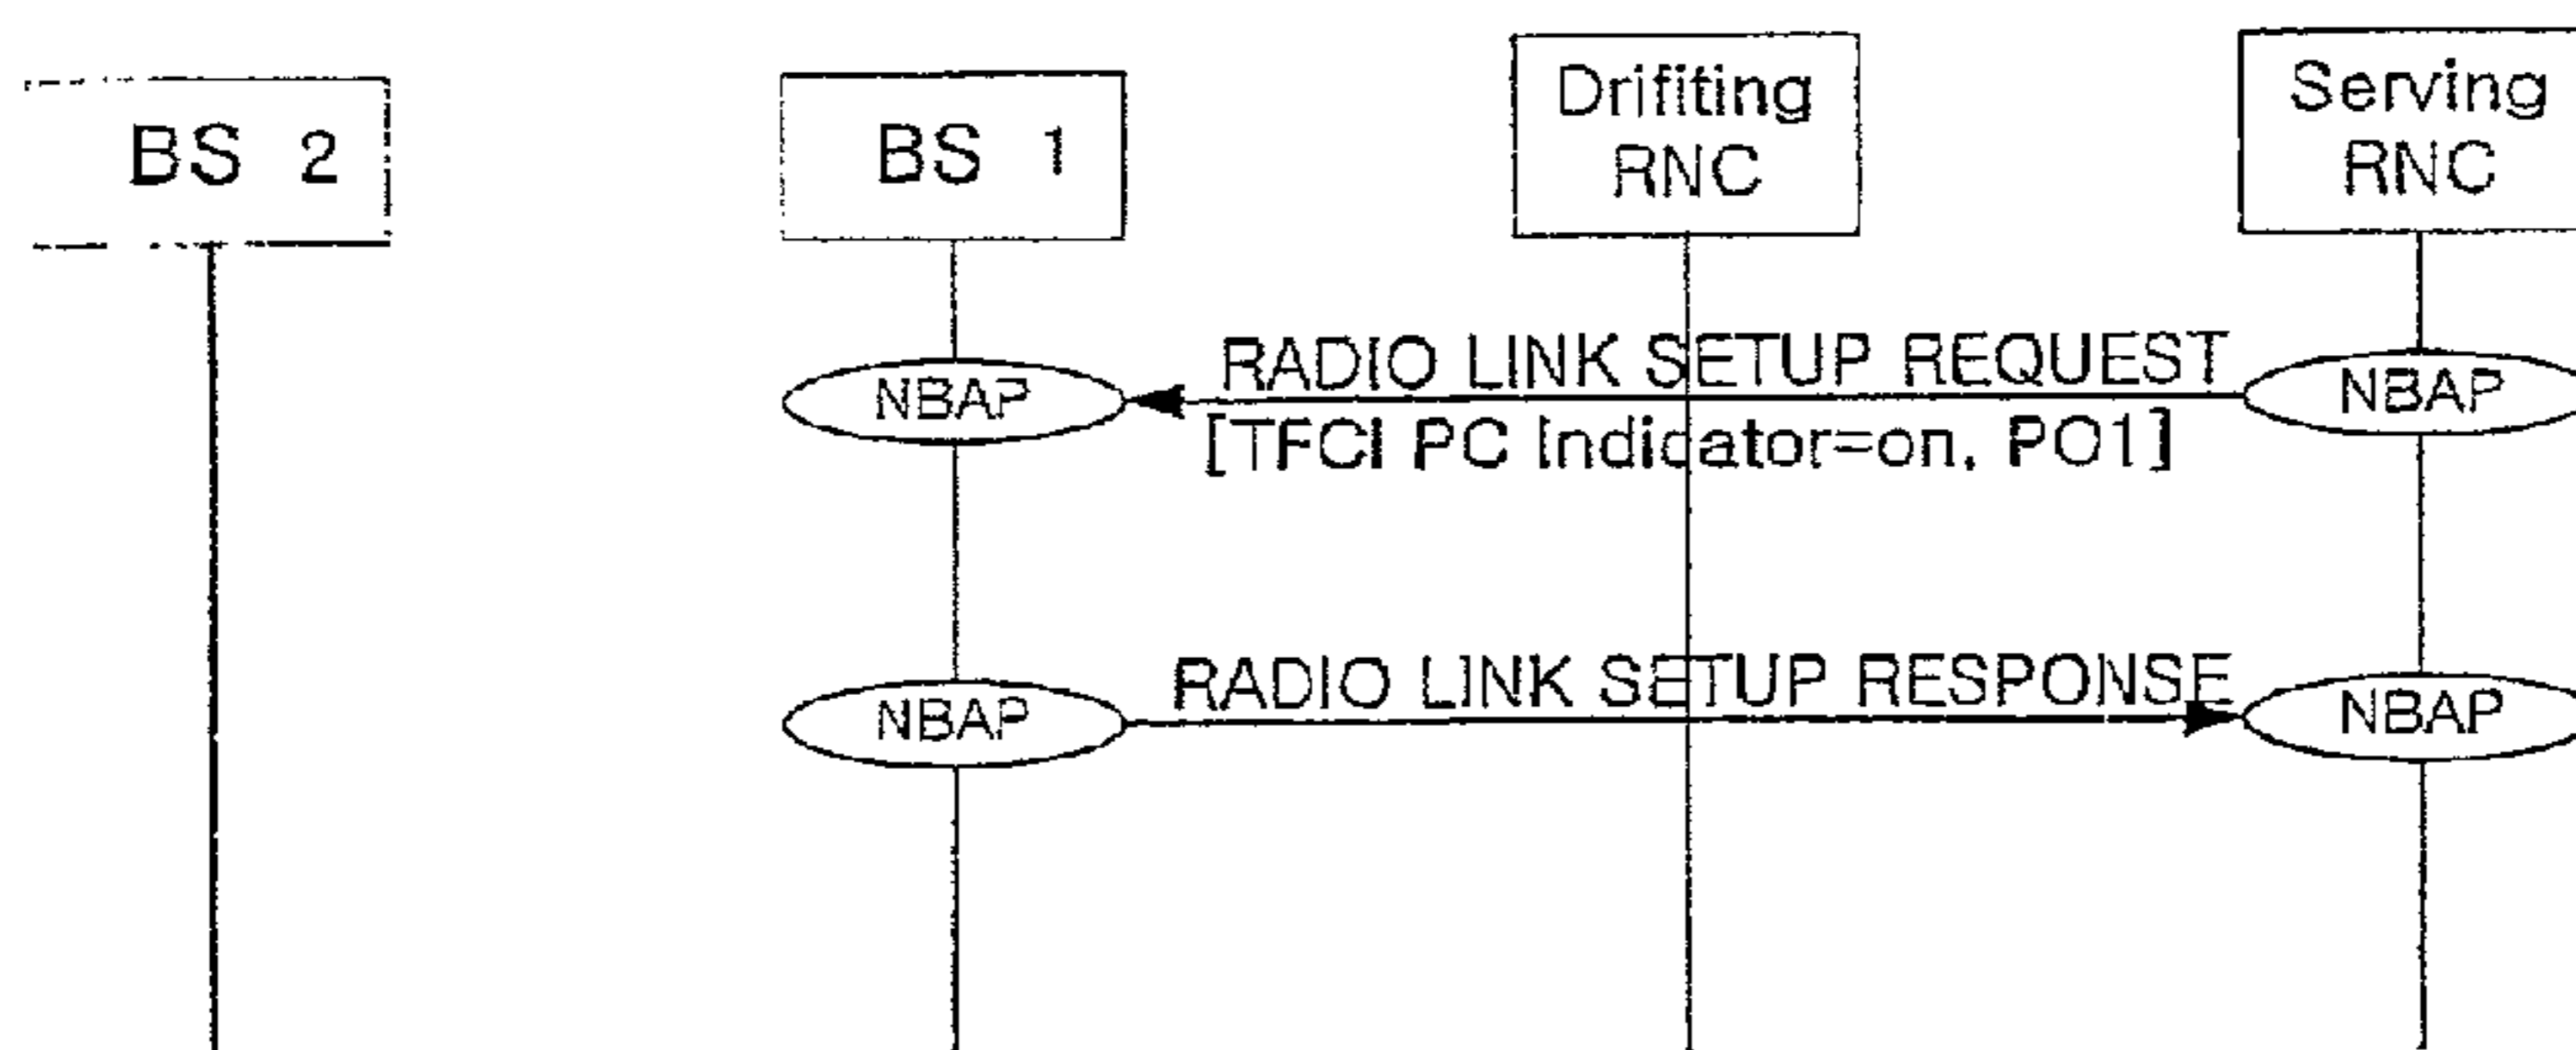 BS 2
BS 1
Drifiting
RNC
Serving
RNC
RADIO LINK SETUP REQUEST
NBAP
NBAP
[TFCI PC Indicator=on, PO1]
RADIO LINK SETUP RESPONSE
NBAP
NBAP